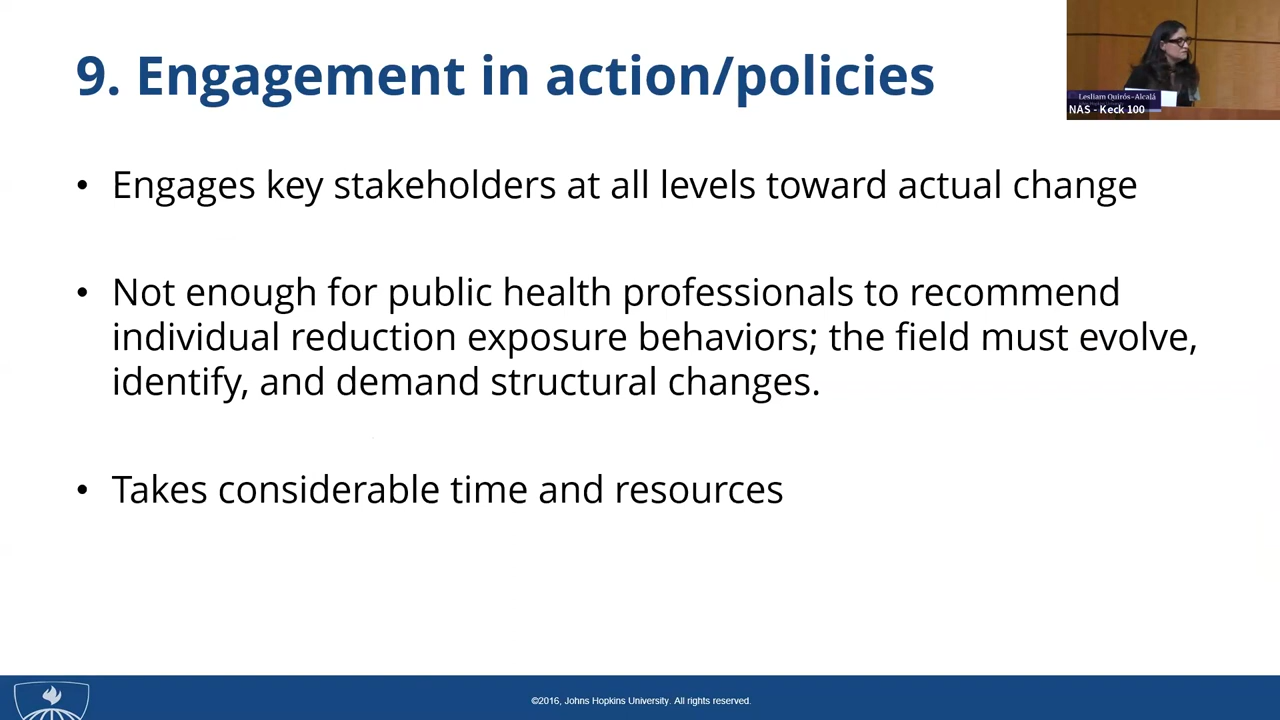 9. Engagement in action/policies
Lesliam Quirós-Alcalá
NAS - Keck 100
• Engages key stakeholders at all levels toward actual change
• Not enough for public health professionals to recommend
individual reduction exposure behaviors; the field must evolve,
identify, and demand structural changes.
• Takes considerable time and resources
©2016, Johns Hopkins University. All rights reserved.